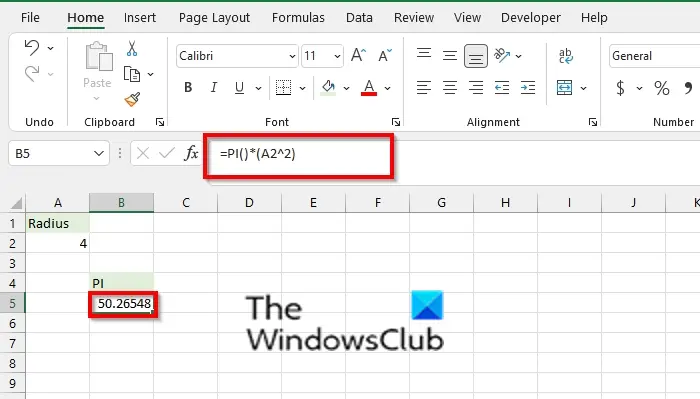 File Home Insert Page Layout Formulas Data Review View Developer Help
Calibri 11 A A ab General
Paste B I U A $ % ,
Undo Clipboard Font Alignment Number
B5 fx =PI()*(A2^2)
A B C D E F G H I J K
1 Radius
2 4
3
4 PI
5 50.26548
6 The
7 WindowsClub
8
9